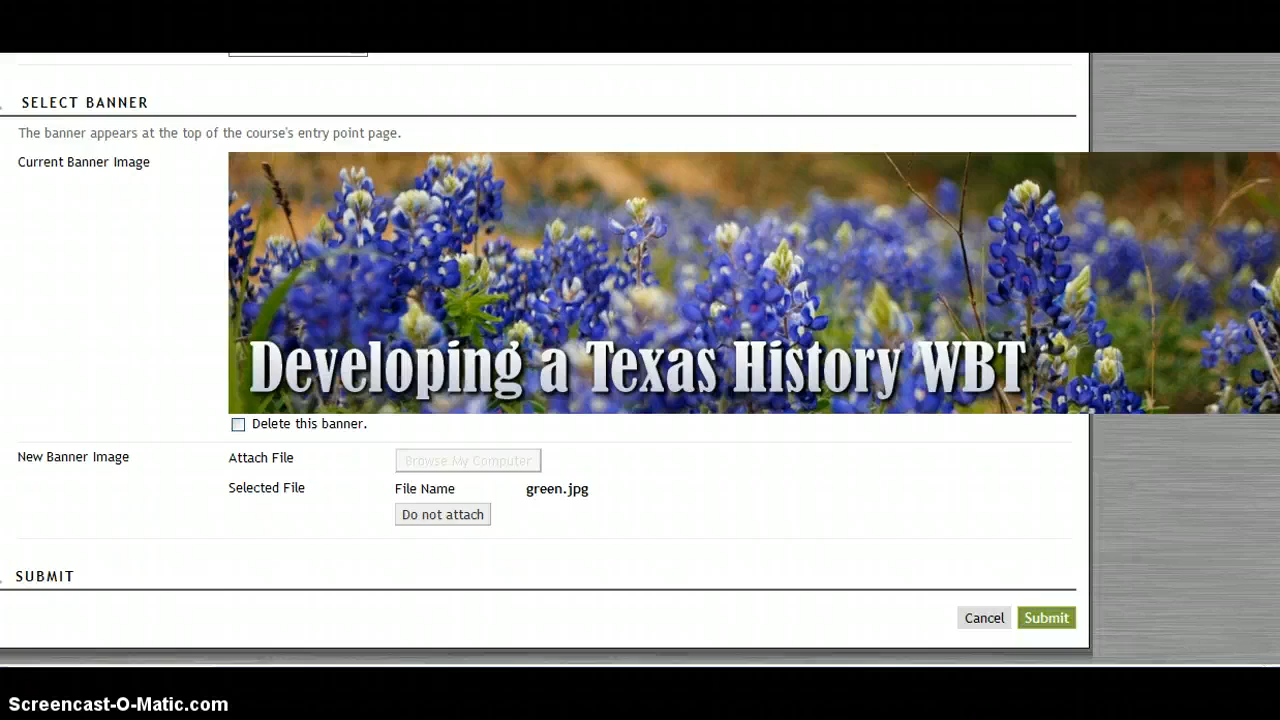 SELECT BANNER
The banner appears at the top of the course's entry point page.
Current Banner Image
Developing a Texas History WBT
Delete this banner.
New Banner Image
Attach File
Browse My Computer
Selected File
File Name
green.jpg
Do not attach
SUBMIT
Cancel
Submit
Screencast-O-Matic.com